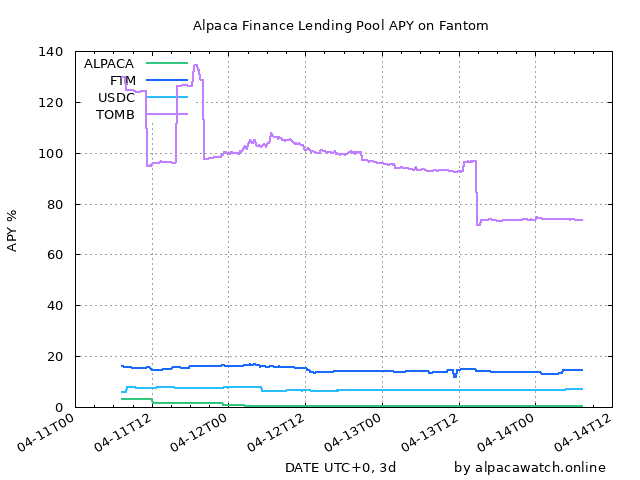 Alpaca Finance Lending Pool APY on Fantom
140
120
100
80
60
40
20
0
APY %
ALPACA
FTM
USDC
TOMB
04-11T00
04-11T12
04-12T00
04-12T12
04-13T00
04-13T12
04-14T00
04-14T12
DATE UTC+0, 3d
by alpacawatch.online